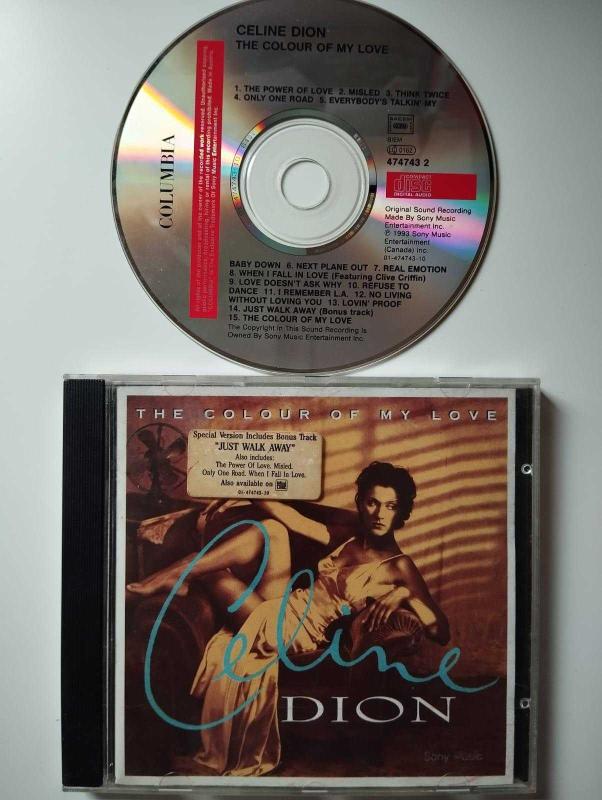 CELINE DION
THE COLOUR OF MY LOVE
1. THE POWER OF LOVE 2. MISLED 3. THINK TWICE
4. ONLY ONE ROAD 5. EVERYBODY'S TALKIN' MY
BIEM
474743 2
COMPACT
disc
DIGITAL AUDIO
COLUMBIA
Original Sound Recording
Made By Sony Music
Entertainment Inc.
℗ 1993 Sony Music
Entertainment
(Canada) Inc.
01-474743-10
BABY DOWN 6. NEXT PLANE OUT 7. REAL EMOTION
8. WHEN I FALL IN LOVE (Featuring Clive Griffin)
9. LOVE DOESN'T ASK WHY 10. REFUSE TO
DANCE 11. I REMEMBER L.A. 12. NO LIVING
WITHOUT LOVING YOU 13. LOVIN' PROOF
14. JUST WALK AWAY (Bonus track)
15. THE COLOUR OF MY LOVE
The Copyright In This Sound Recording Is
Owned By Sony Music Entertainment Inc.
THE COLOUR OF MY LOVE
Special Version Includes Bonus Track
"JUST WALK AWAY"
Also includes:
The Power Of Love. Misled.
Only One Road. When I Fall In Love.
Also available on
01-474743-10
Celine
DION
Sony Music